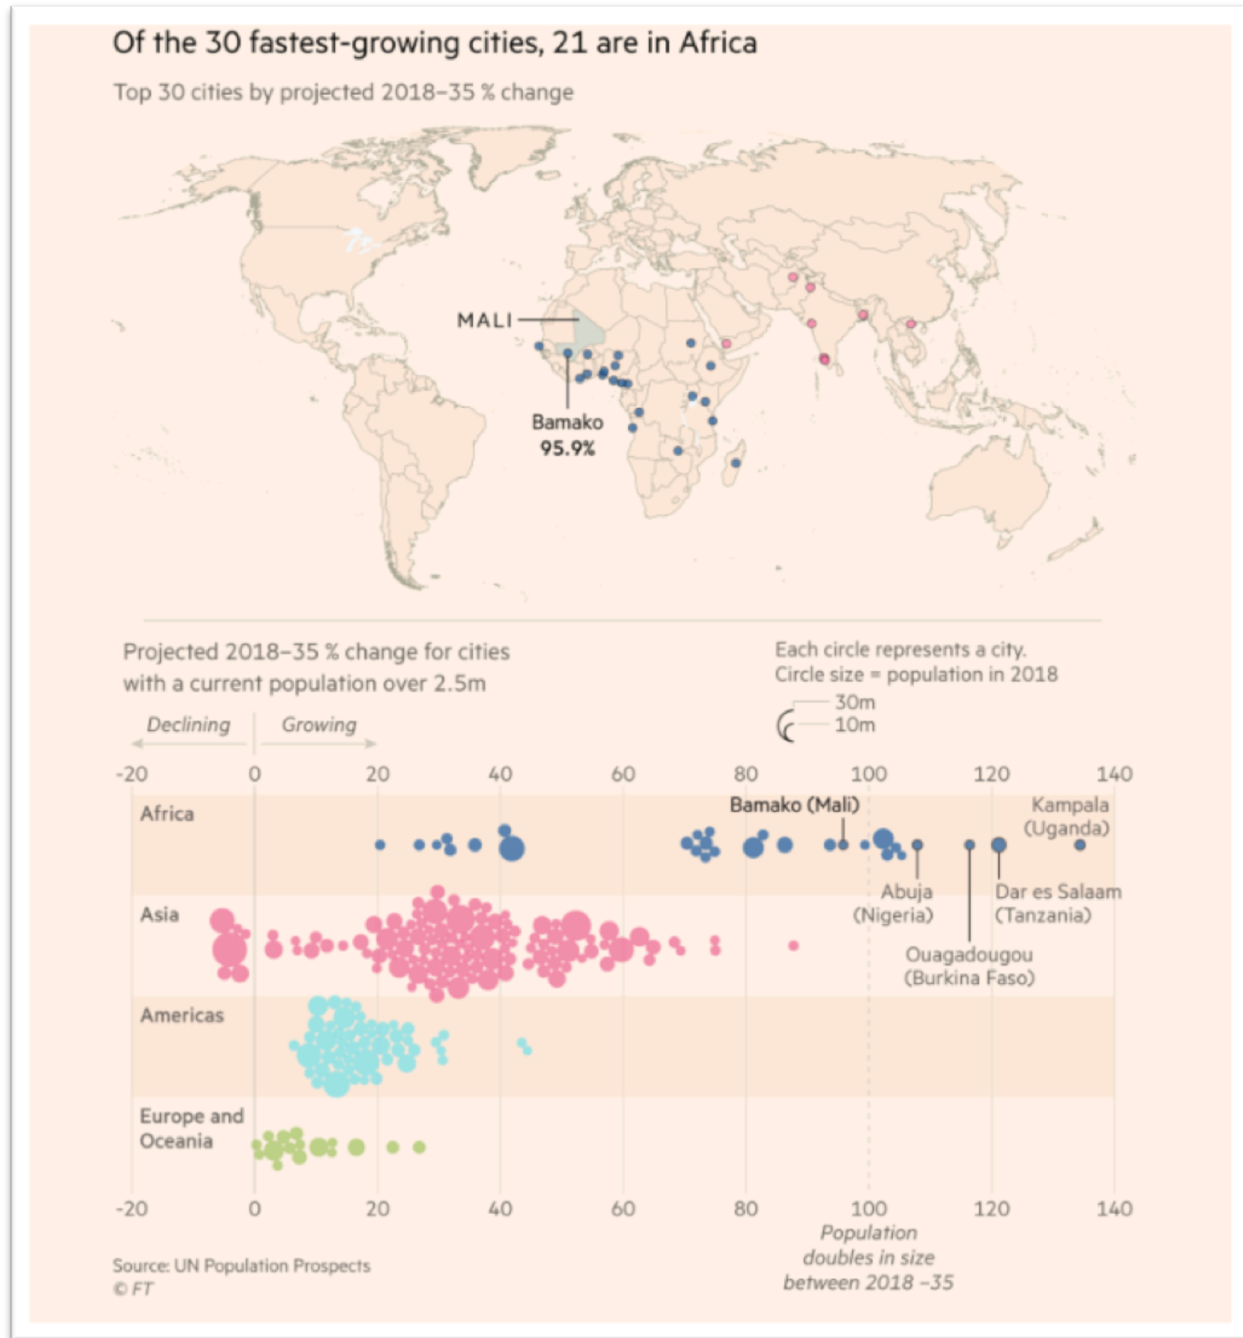 Of the 30 fastest-growing cities, 21 are in Africa
Top 30 cities by projected 2018–35 % change
MALI
Bamako
95.9%
Projected 2018–35 % change for cities
with a current population over 2.5m
Each circle represents a city.
Circle size = population in 2018
30m
10m
Declining
Growing
-20 0 20 40 60 80 100 120 140
Africa
Bamako (Mali)
Kampala
(Uganda)
Abuja
(Nigeria)
Dar es Salaam
(Tanzania)
Ouagadougou
(Burkina Faso)
Asia
Americas
Europe and
Oceania
-20 0 20 40 60 80 100 120 140
Population
doubles in size
between 2018 –35
Source: UN Population Prospects
© FT